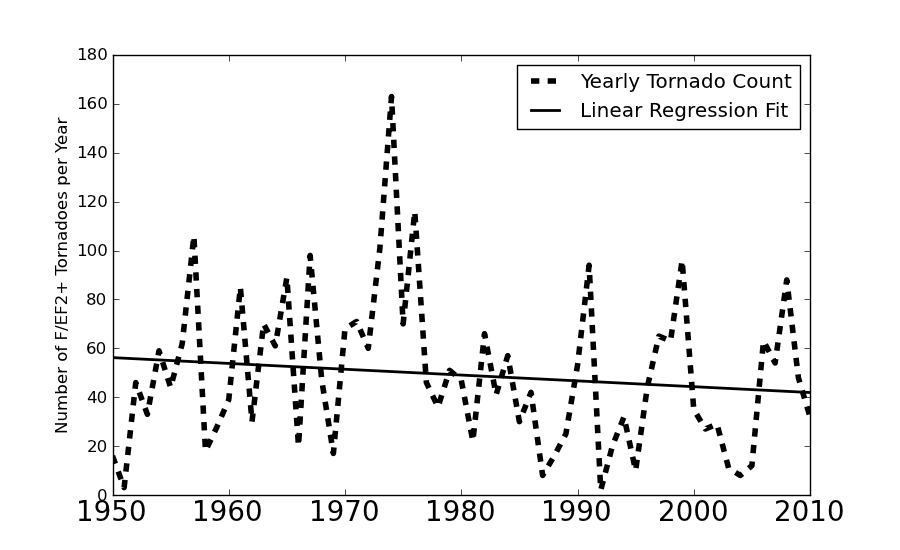 Yearly Tornado Count
Linear Regression Fit
Number of F/EF2+ Tornadoes per Year
180
160
140
120
100
80
60
40
20
0
1950 1960 1970 1980 1990 2000 2010